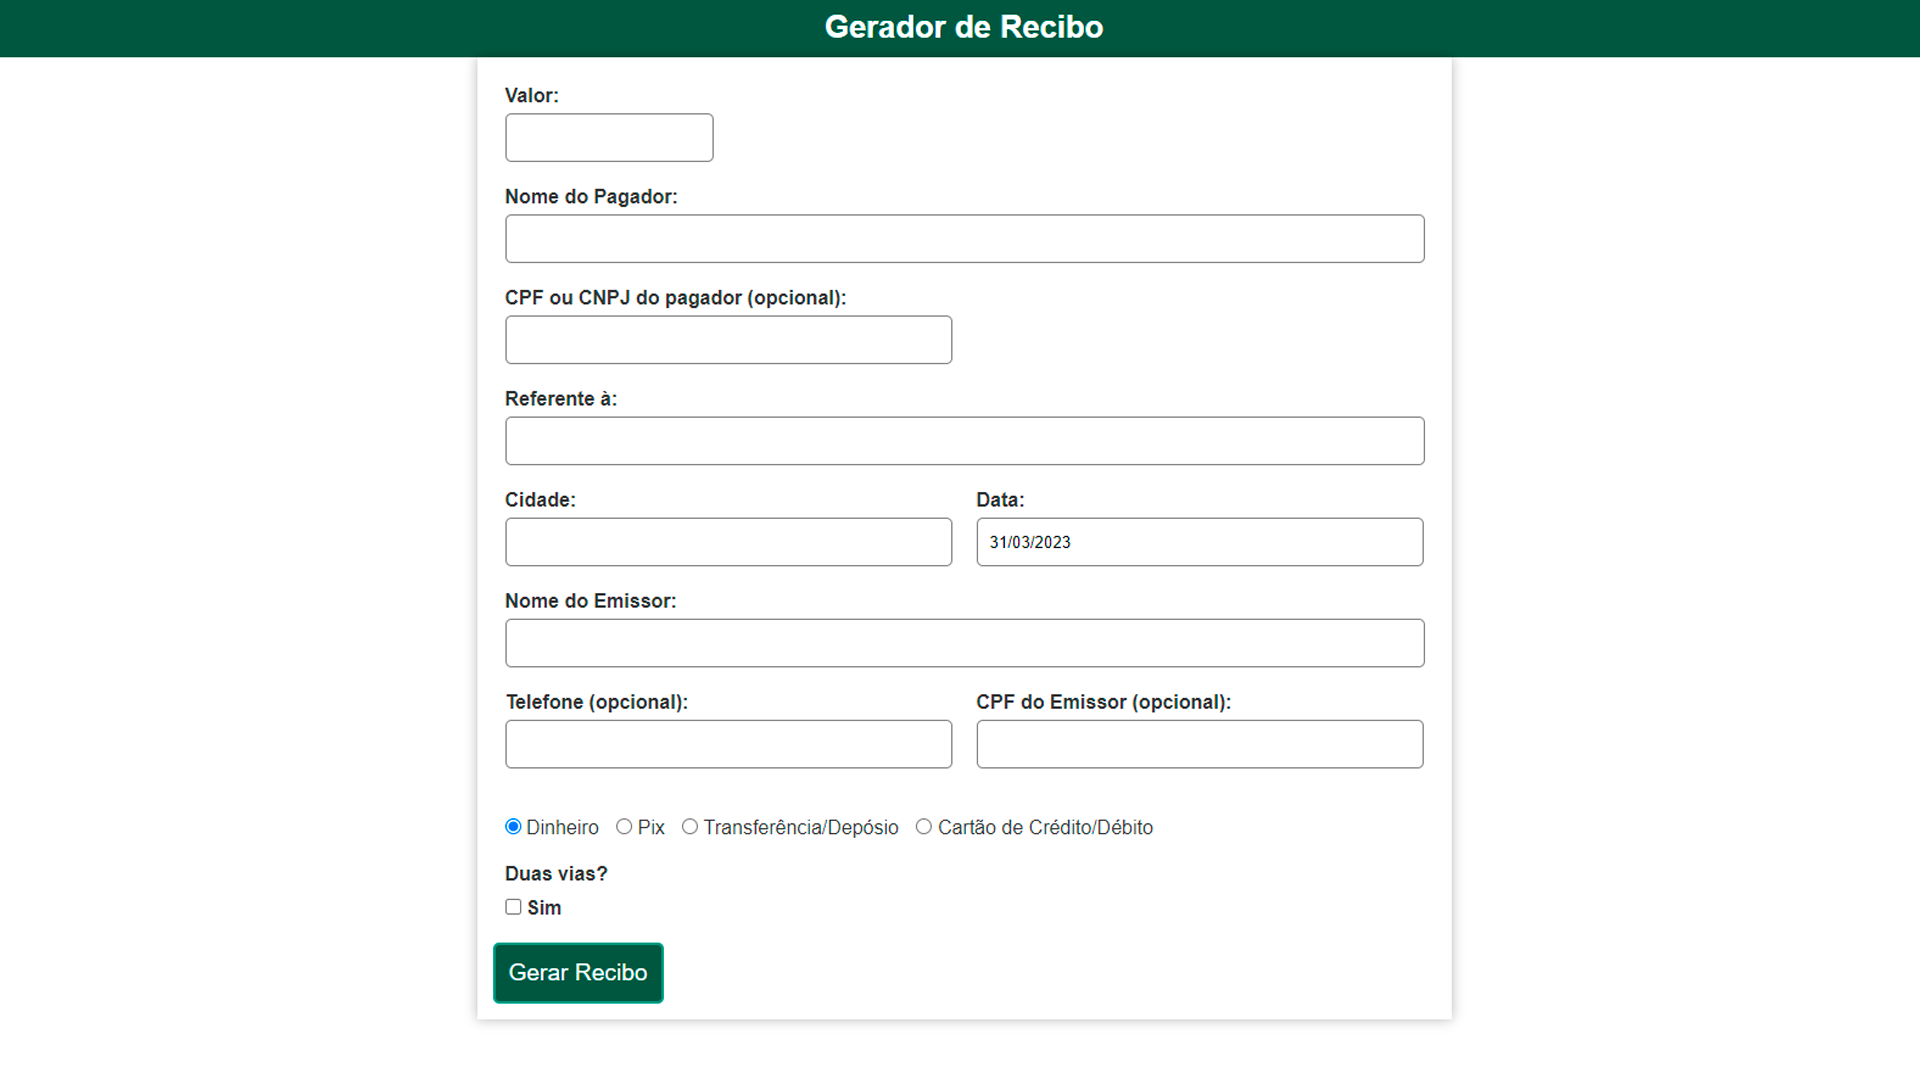 Gerador de Recibo
Valor:
Nome do Pagador:
CPF ou CNPJ do pagador (opcional):
Referente à:
Cidade: Data:
31/03/2023
Nome do Emissor:
Telefone (opcional): CPF do Emissor (opcional):
Dinheiro Pix Transferência/Depósio Cartão de Crédito/Débito
Duas vias?
Sim
Gerar Recibo